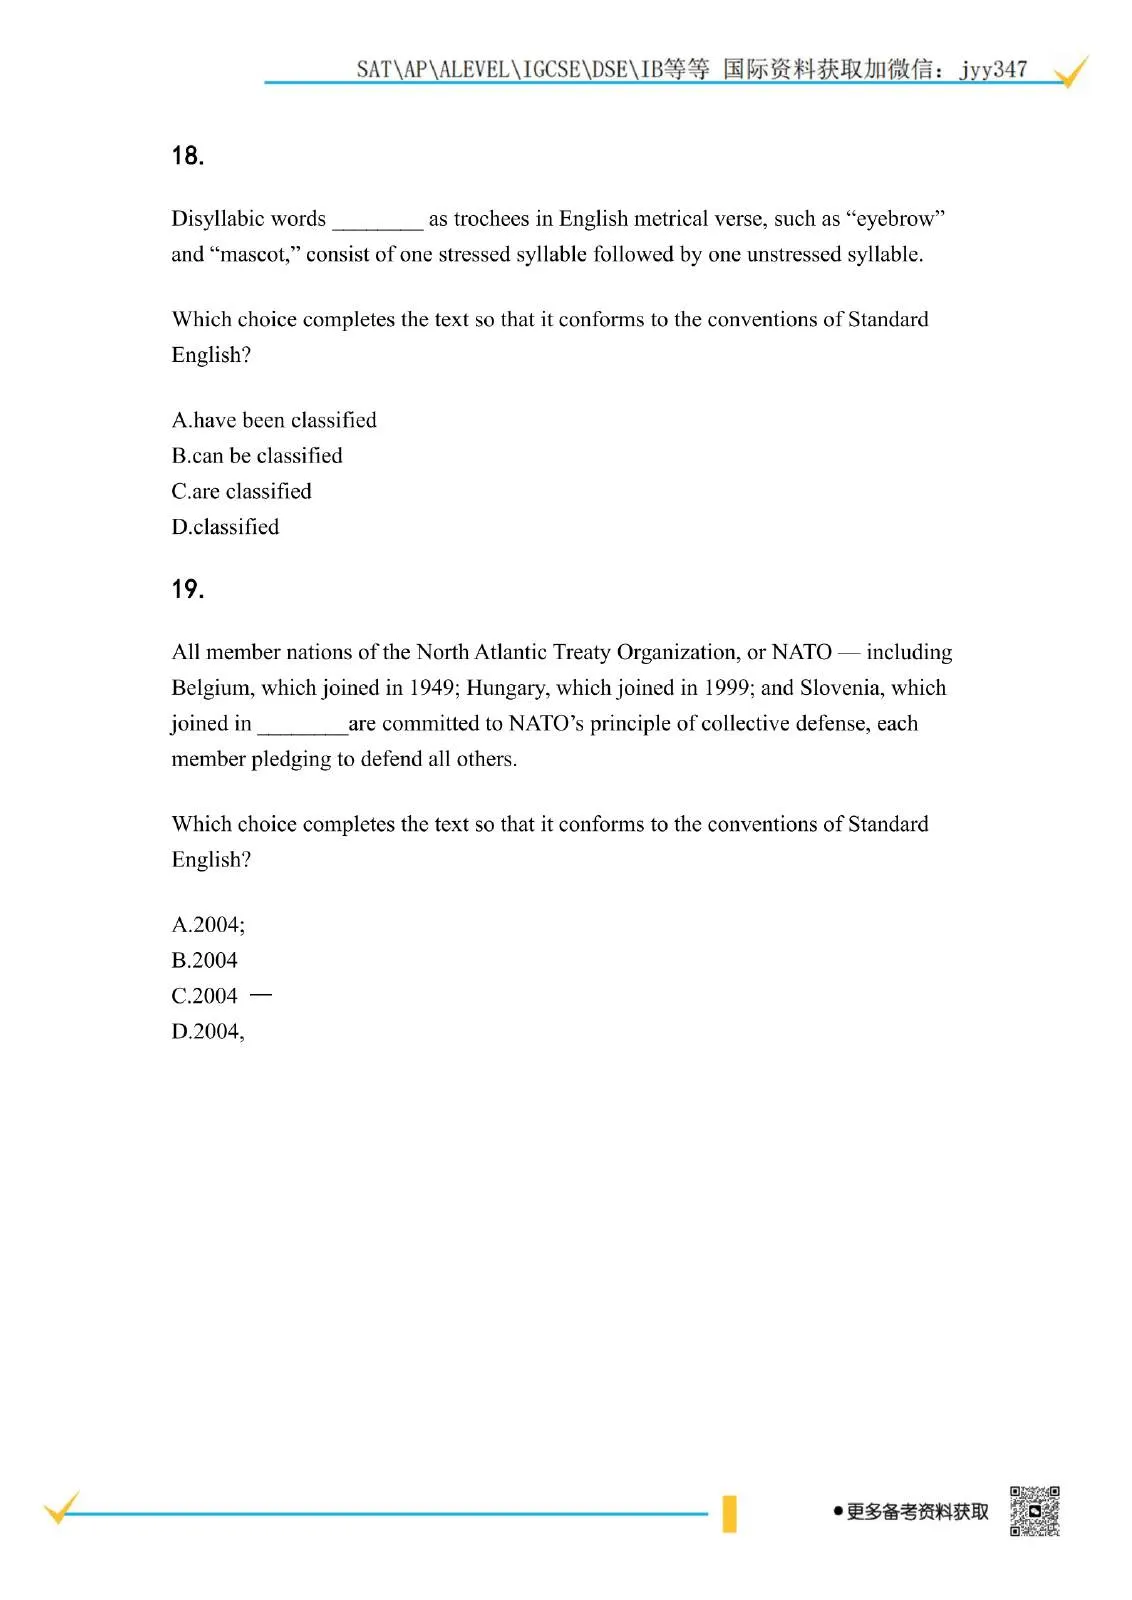 SAT\AP\ALEVEL\IGCSE\DSE\IB等等 国际资料获取加微信：jyy347
18.
Disyllabic words ________ as trochees in English metrical verse, such as “eyebrow”
and “mascot,” consist of one stressed syllable followed by one unstressed syllable.
Which choice completes the text so that it conforms to the conventions of Standard
English?
A.have been classified
B.can be classified
C.are classified
D.classified
19.
All member nations of the North Atlantic Treaty Organization, or NATO — including
Belgium, which joined in 1949; Hungary, which joined in 1999; and Slovenia, which
joined in ________are committed to NATO’s principle of collective defense, each
member pledging to defend all others.
Which choice completes the text so that it conforms to the conventions of Standard
English?
A.2004;
B.2004
C.2004 —
D.2004,
●更多备考资料获取